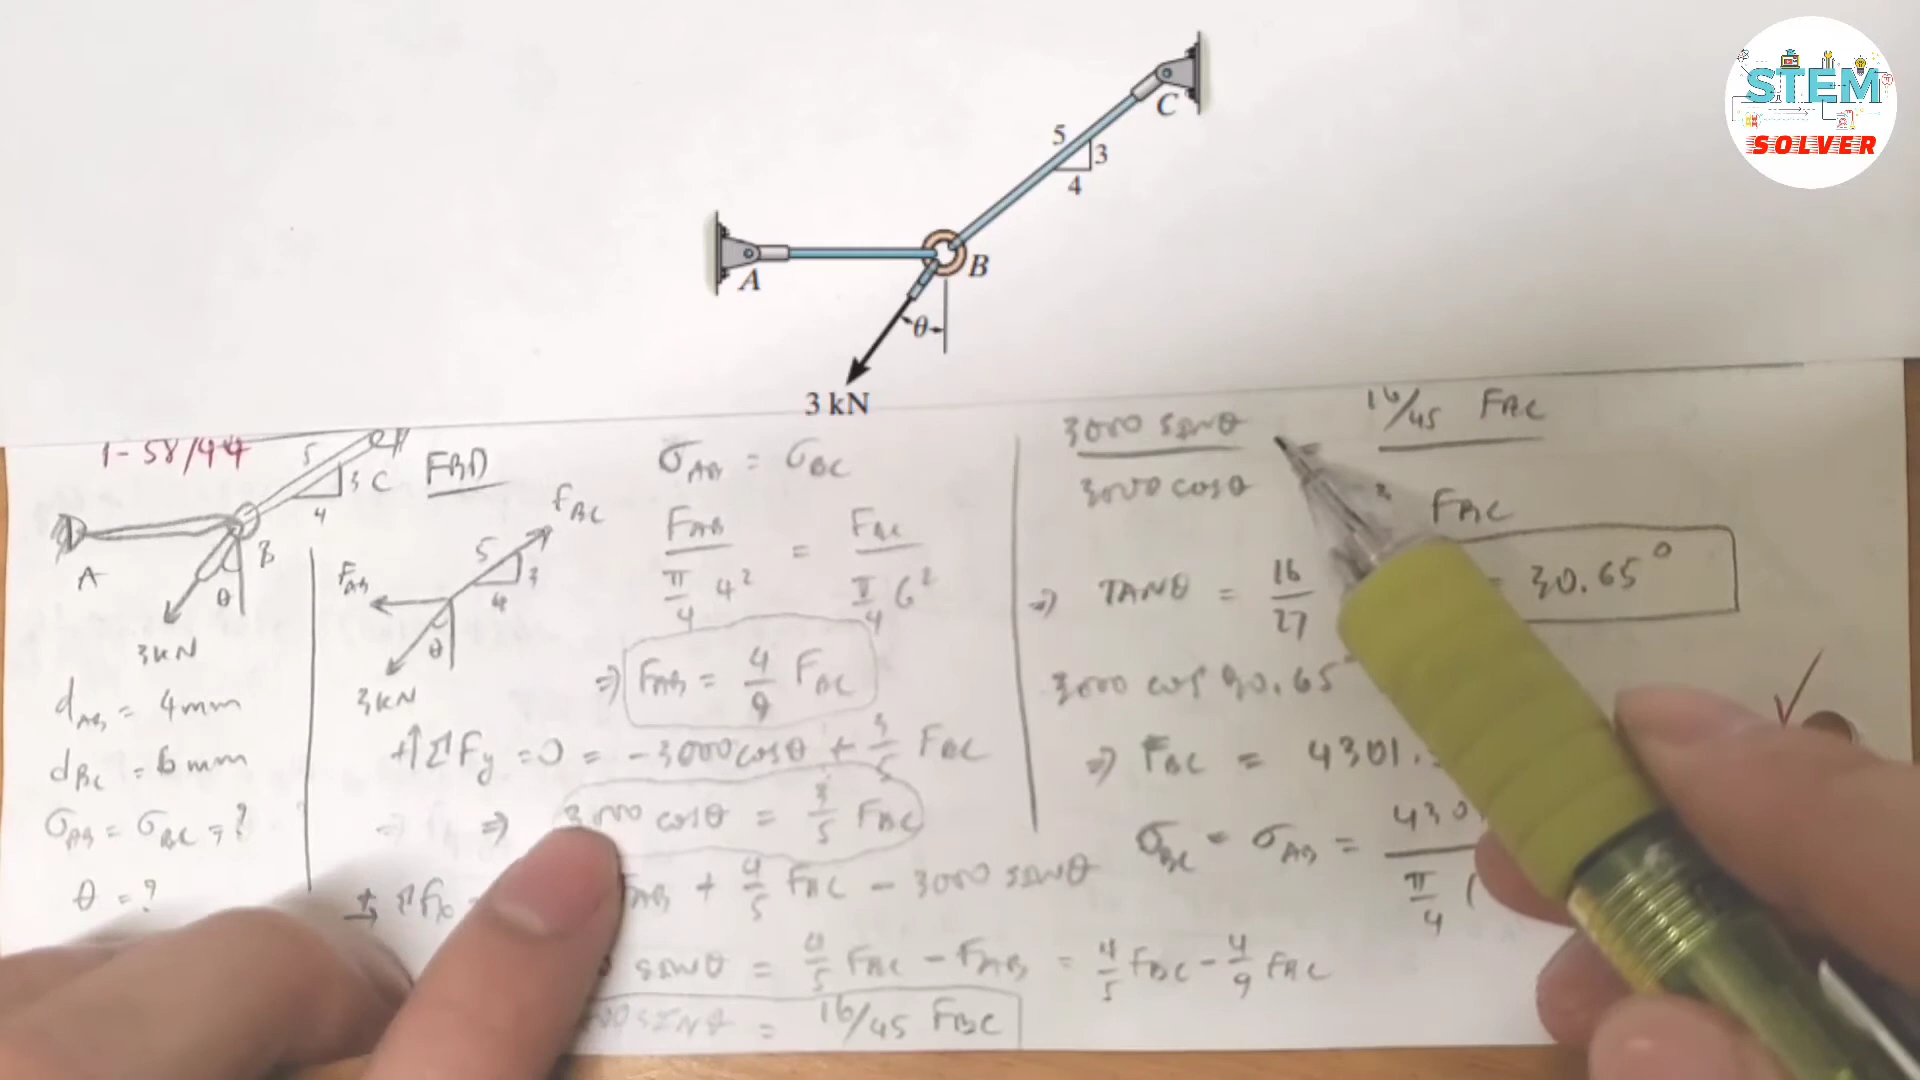 STEM
SOLVER
C
5
3
4
A
B
θ
3 kN
1-58/44
5
3
C
4
A
B
θ
3kN
d_AB = 4mm
d_BC = 6mm
σ_AB = σ_BC = ?
θ = ?
FBD
F_BC
5
3
4
F_AB
θ
3kN
σ_AB = σ_BC
F_AB / (π/4 4²) = F_BC / (π/4 6²)
⇒ F_AB = 4/9 F_BC
+↑ΣF_y = 0 = -3000cosθ + 3/5 F_BC
⇒ 3000 cosθ = 3/5 F_BC
+→ ΣF_x F_AB + 4/5 F_BC - 3000 sinθ
sinθ = 4/5 F_BC - F_AB = 4/5 F_BC - 4/9 F_BC
SINθ = 16/45 F_BC
3000 sinθ / 3000 cosθ = 16/45 F_BC / F_BC
⇒ TANθ = 16/27 = 30.65°
3000 cos 30.65°
⇒ F_BC = 4301.
σ_BC = σ_AB = 430 / π/4 (